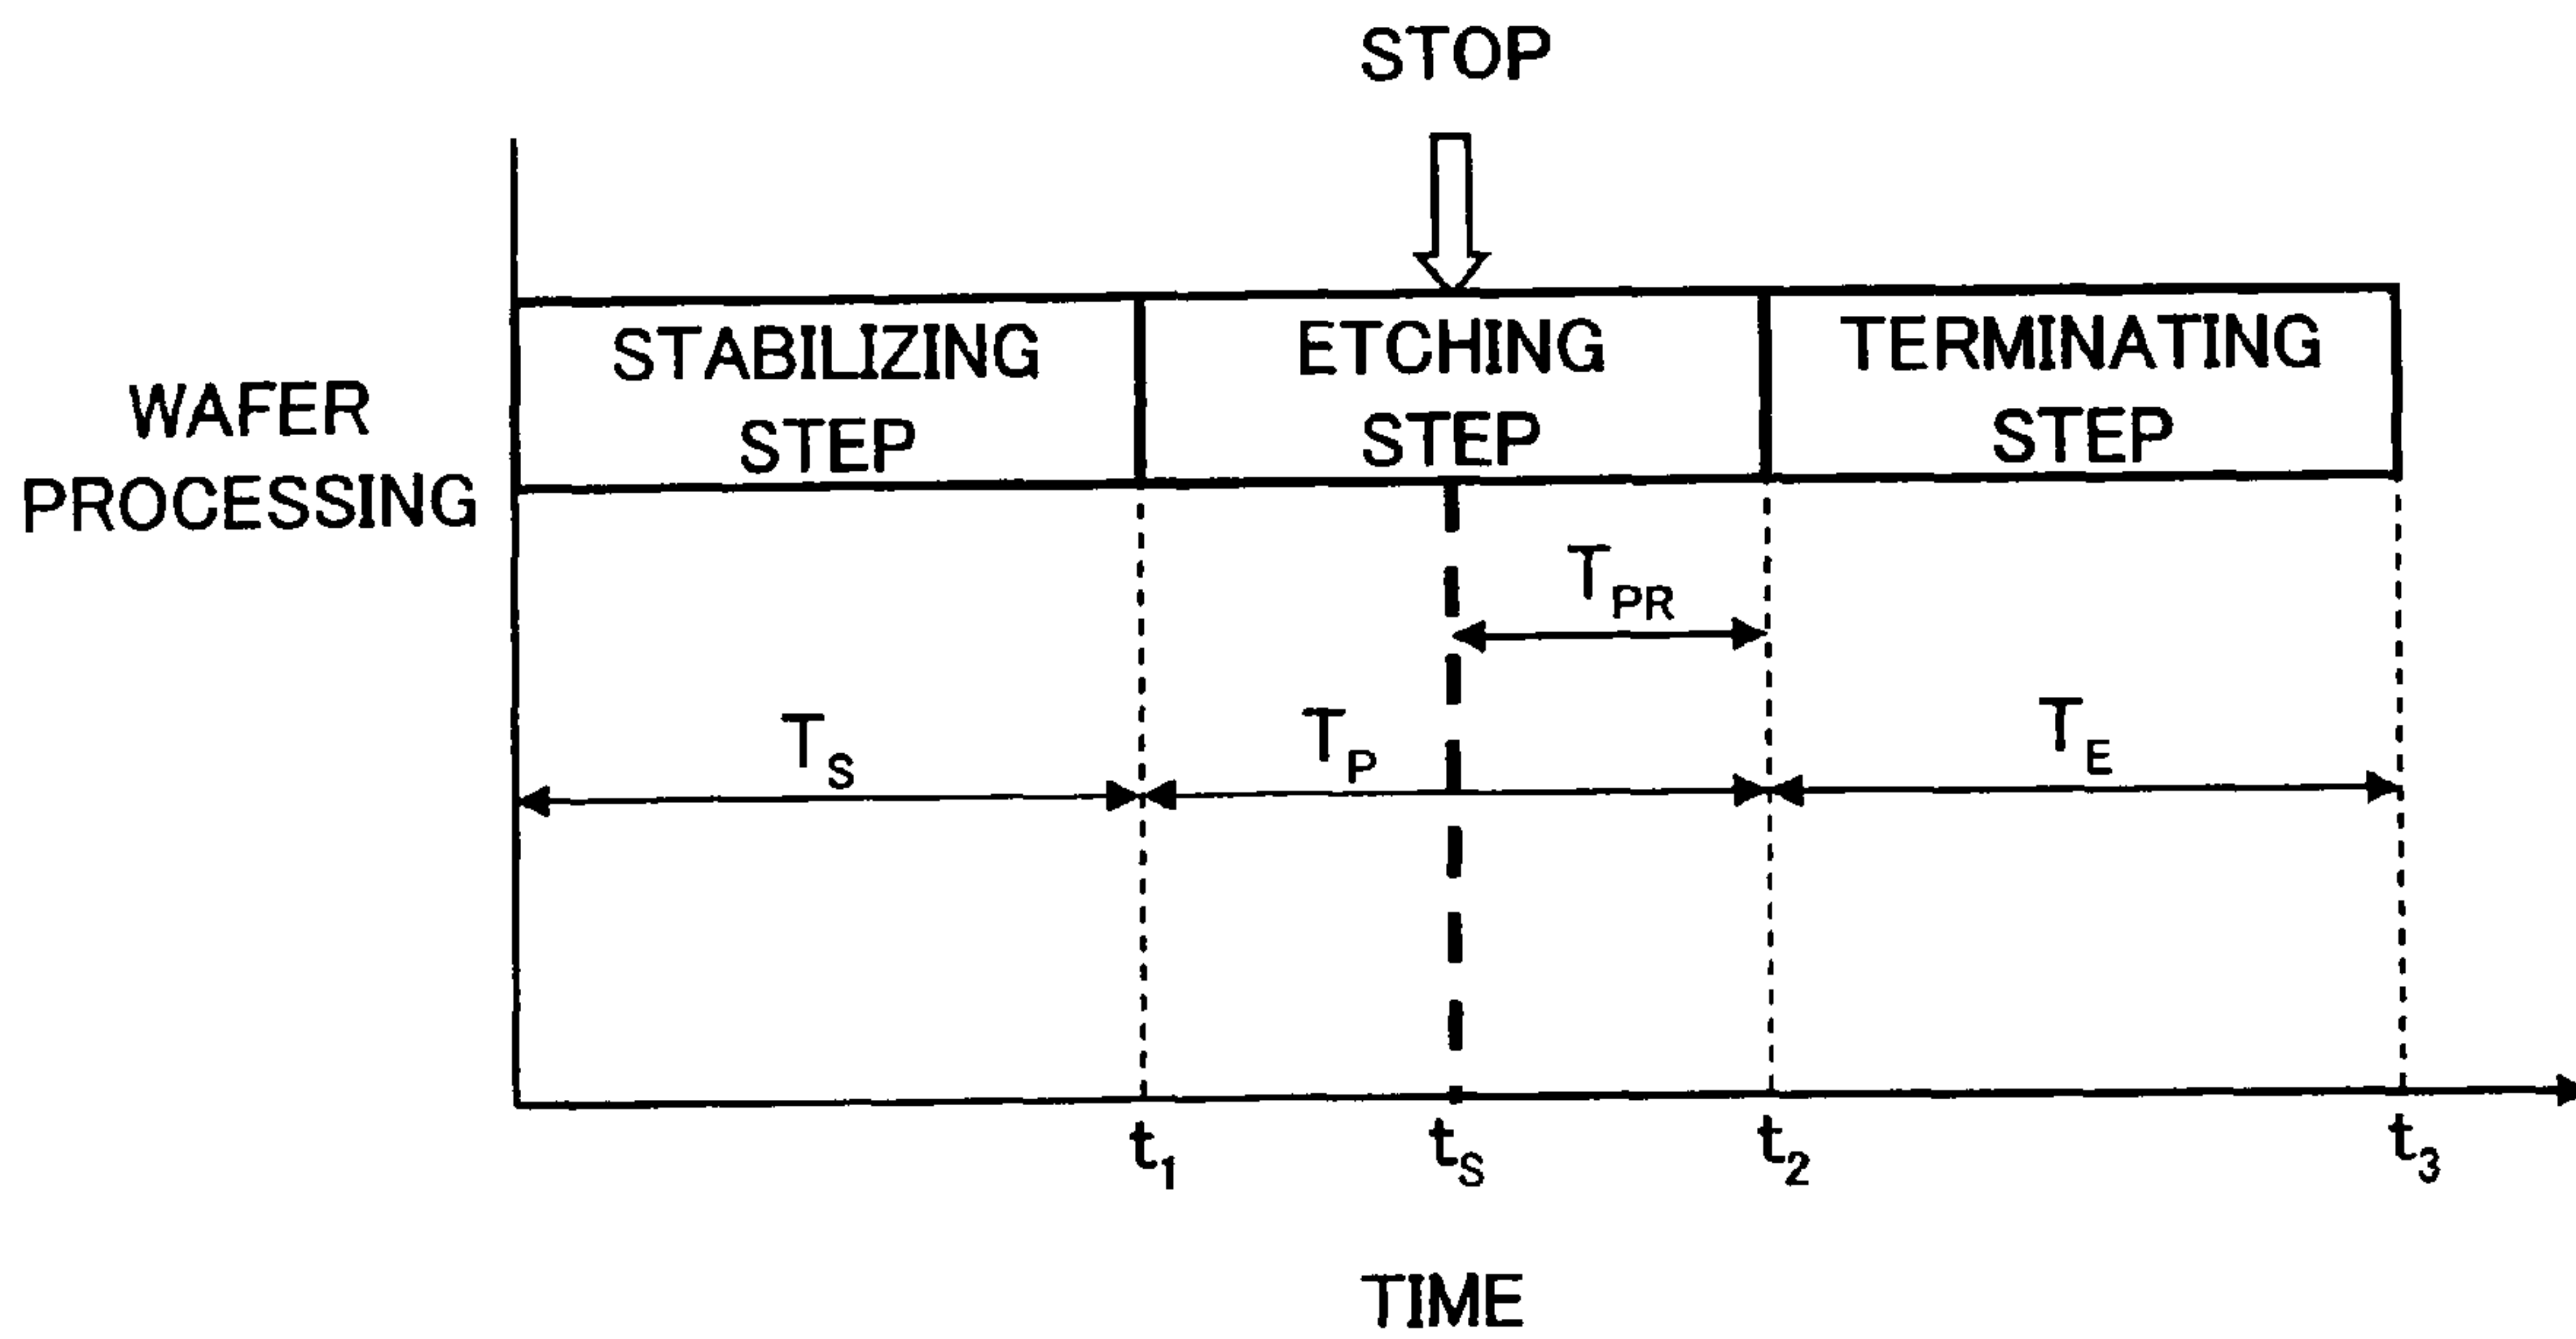 STOP
WAFER
PROCESSING
STABILIZING
STEP
ETCHING
STEP
TERMINATING
STEP
T_PR
T_S
T_P
T_E
t_1
t_S
t_2
t_3
TIME